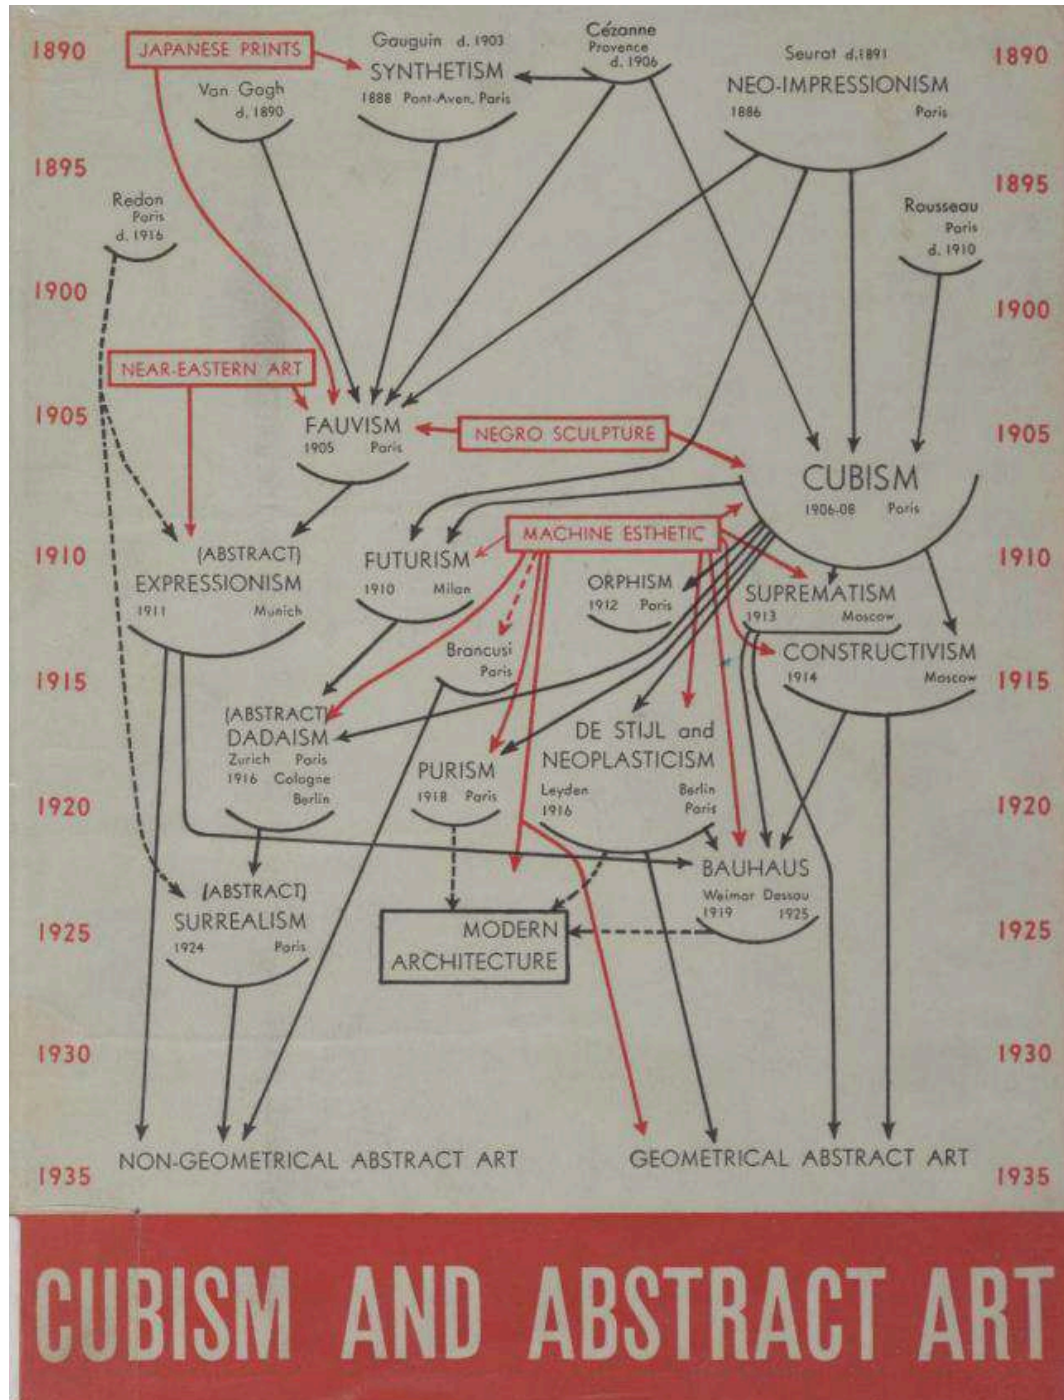 1890
JAPANESE PRINTS
Gauguin d. 1903
SYNTHETISM
1888 Pont-Aven, Paris
Cézanne
Provence
d. 1906
Seurat d.1891
NEO-IMPRESSIONISM
1886 Paris
1890
Van Gogh
d. 1890
1895
1895
Redon
Paris
d. 1916
Rousseau
Paris
d. 1910
1900
1900
NEAR-EASTERN ART
1905
FAUVISM
1905 Paris
NEGRO SCULPTURE
1905
CUBISM
1906-08 Paris
1910
(ABSTRACT)
EXPRESSIONISM
1911 Munich
FUTURISM
1910 Milan
MACHINE ESTHETIC
ORPHISM
1912 Paris
SUPREMATISM
1913 Moscow
1910
Brancusi
Paris
CONSTRUCTIVISM
1914 Moscow
1915
1915
(ABSTRACT)
DADAISM
Zurich Paris
1916 Cologne
Berlin
PURISM
1918 Paris
DE STIJL and
NEOPLASTICISM
Leyden Berlin
1916 Paris
1920
1920
BAUHAUS
Weimar Dessau
1919 1925
(ABSTRACT)
SURREALISM
1924 Paris
1925
MODERN
ARCHITECTURE
1925
1930
1930
NON-GEOMETRICAL ABSTRACT ART
GEOMETRICAL ABSTRACT ART
1935
1935
CUBISM AND ABSTRACT ART